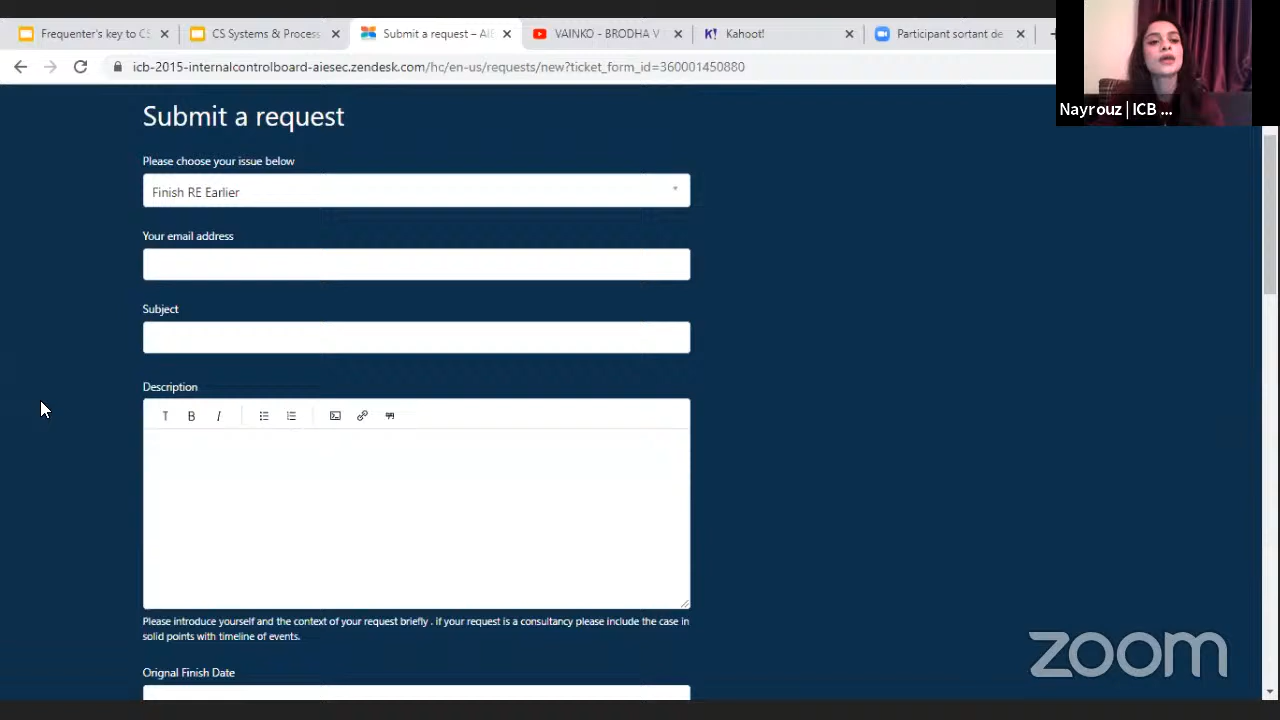 Frequenter's key to CS
CS Systems & Process
Submit a request – AIE
VAINKO - BRODHA V
K!
Kahoot!
Participant sortant de
icb-2015-internalcontrolboard-aiesec.zendesk.com/hc/en-us/requests/new?ticket_form_id=360001450880
Nayrouz | ICB ...
Submit a request
Please choose your issue below
Finish RE Earlier
Your email address
Subject
Description
T B I
Please introduce yourself and the context of your request briefly . if your request is a consultancy please include the case in
solid points with timeline of events.
Orignal Finish Date
zoom